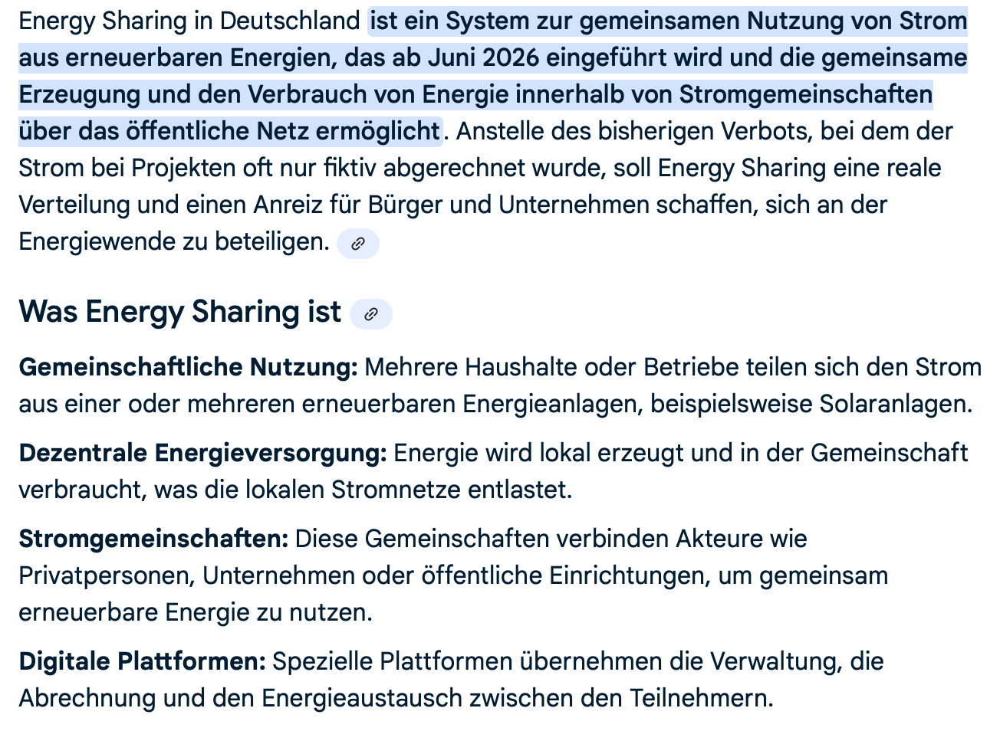 Energy Sharing in Deutschland ist ein System zur gemeinsamen Nutzung von Strom
aus erneuerbaren Energien, das ab Juni 2026 eingeführt wird und die gemeinsame
Erzeugung und den Verbrauch von Energie innerhalb von Stromgemeinschaften
über das öffentliche Netz ermöglicht. Anstelle des bisherigen Verbots, bei dem der
Strom bei Projekten oft nur fiktiv abgerechnet wurde, soll Energy Sharing eine reale
Verteilung und einen Anreiz für Bürger und Unternehmen schaffen, sich an der
Energiewende zu beteiligen.
Was Energy Sharing ist
Gemeinschaftliche Nutzung: Mehrere Haushalte oder Betriebe teilen sich den Strom
aus einer oder mehreren erneuerbaren Energieanlagen, beispielsweise Solaranlagen.
Dezentrale Energieversorgung: Energie wird lokal erzeugt und in der Gemeinschaft
verbraucht, was die lokalen Stromnetze entlastet.
Stromgemeinschaften: Diese Gemeinschaften verbinden Akteure wie
Privatpersonen, Unternehmen oder öffentliche Einrichtungen, um gemeinsam
erneuerbare Energie zu nutzen.
Digitale Plattformen: Spezielle Plattformen übernehmen die Verwaltung, die
Abrechnung und den Energieaustausch zwischen den Teilnehmern.